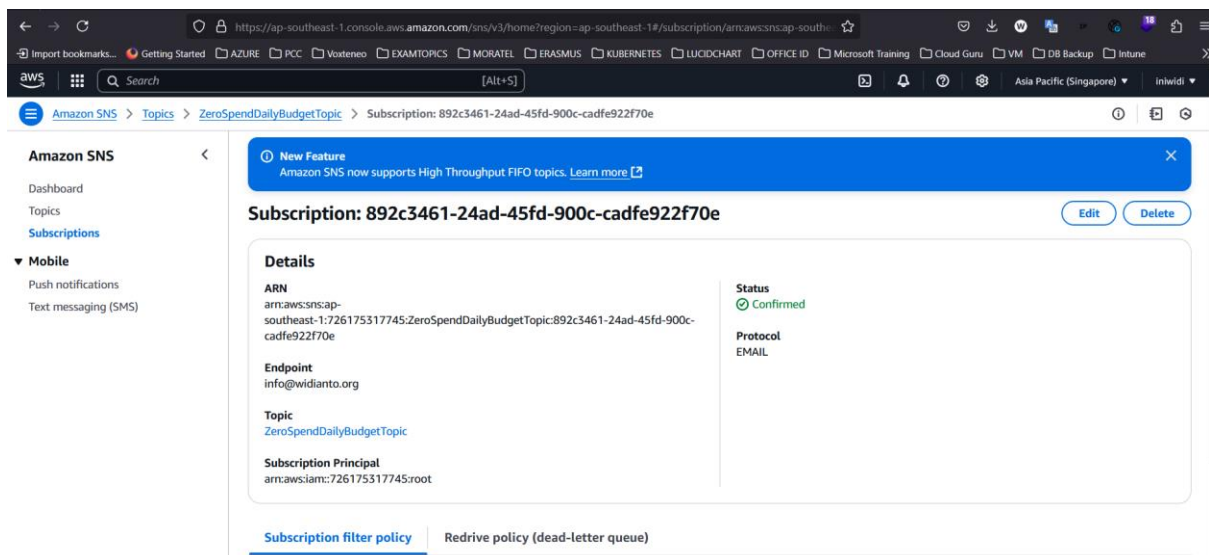 https://ap-southeast-1.console.aws.amazon.com/sns/v3/home?region=ap-southeast-1#/subscription/arn:aws:sns:ap-southe
18
Import bookmarks... Getting Started AZURE PCC Voxteneo EXAMTOPICS MORATEL ERASMUS KUBERNETES LUCIDCHART OFFICE ID Microsoft Training Cloud Guru VM DB Backup Intune
aws Search [Alt+S] Asia Pacific (Singapore) iniwidi
Amazon SNS > Topics > ZeroSpendDailyBudgetTopic > Subscription: 892c3461-24ad-45fd-900c-cadfe922f70e
Amazon SNS
Dashboard
Topics
Subscriptions
Mobile
Push notifications
Text messaging (SMS)
New Feature
Amazon SNS now supports High Throughput FIFO topics. Learn more
Subscription: 892c3461-24ad-45fd-900c-cadfe922f70e
Edit Delete
Details
ARN
arn:aws:sns:ap-
southeast-1:726175317745:ZeroSpendDailyBudgetTopic:892c3461-24ad-45fd-900c-
cadfe922f70e
Endpoint
info@widianto.org
Topic
ZeroSpendDailyBudgetTopic
Subscription Principal
arn:aws:iam::726175317745:root
Status
Confirmed
Protocol
EMAIL
Subscription filter policy Redrive policy (dead-letter queue)